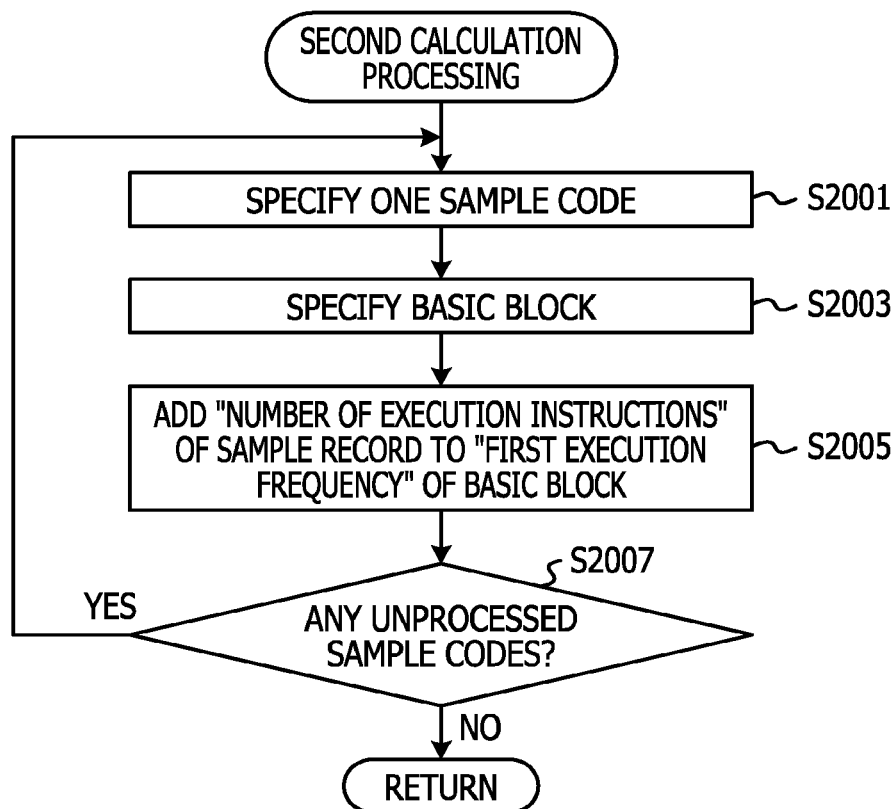 SECOND CALCULATION
PROCESSING
SPECIFY ONE SAMPLE CODE
S2001
SPECIFY BASIC BLOCK
S2003
ADD "NUMBER OF EXECUTION INSTRUCTIONS"
OF SAMPLE RECORD TO "FIRST EXECUTION
FREQUENCY" OF BASIC BLOCK
S2005
S2007
YES
ANY UNPROCESSED
SAMPLE CODES?
NO
RETURN